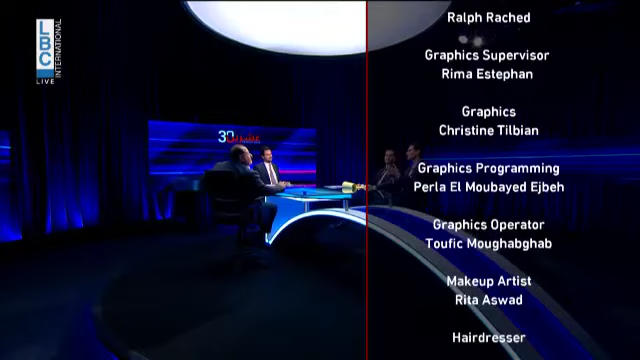 LBC
INTERNATIONAL
LIVE
Ralph Rached
Graphics Supervisor
Rima Estephan
Graphics
Christine Tilbian
Graphics Programming
Perla El Moubayed Ejbeh
Graphics Operator
Toufic Moughabghab
Makeup Artist
Rita Aswad
Hairdresser